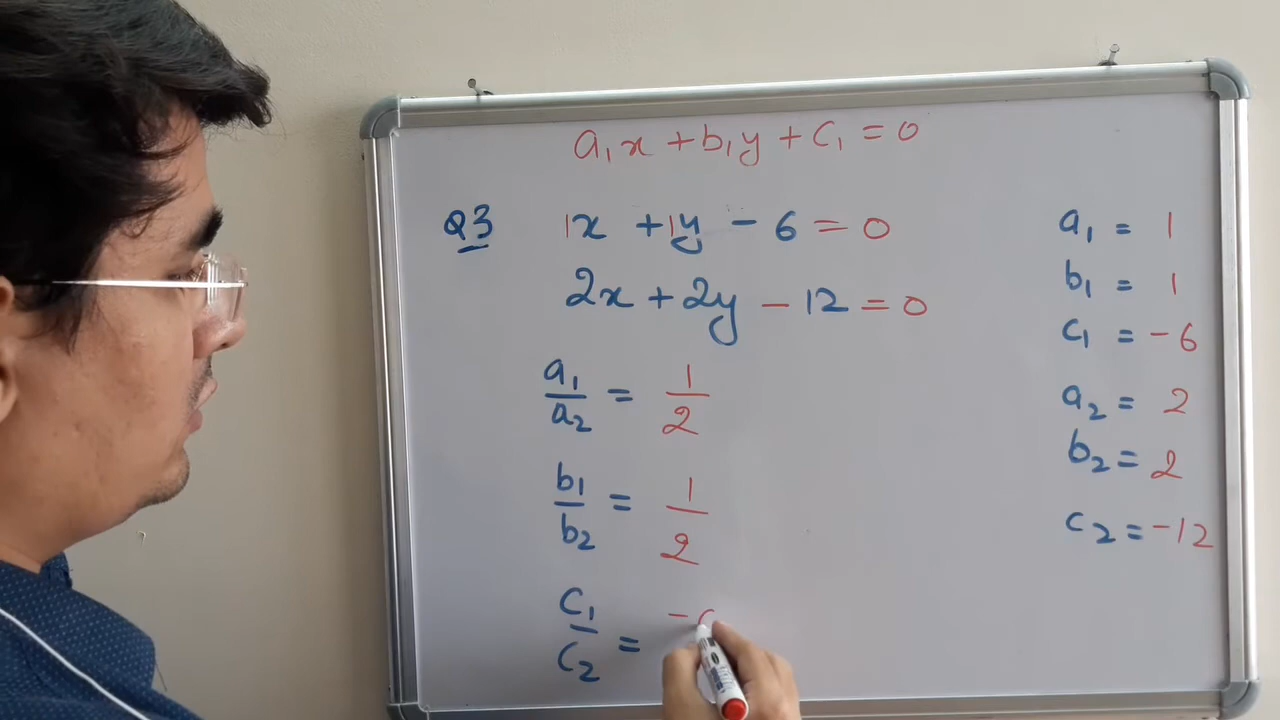 a₁x + b₁y + c₁ = 0
Q3 1x + 1y - 6 = 0
2x + 2y - 12 = 0
a₁/a₂ = 1/2
b₁/b₂ = 1/2
c₁/c₂ = -
a₁ = 1
b₁ = 1
c₁ = -6
a₂ = 2
b₂ = 2
c₂ = -12